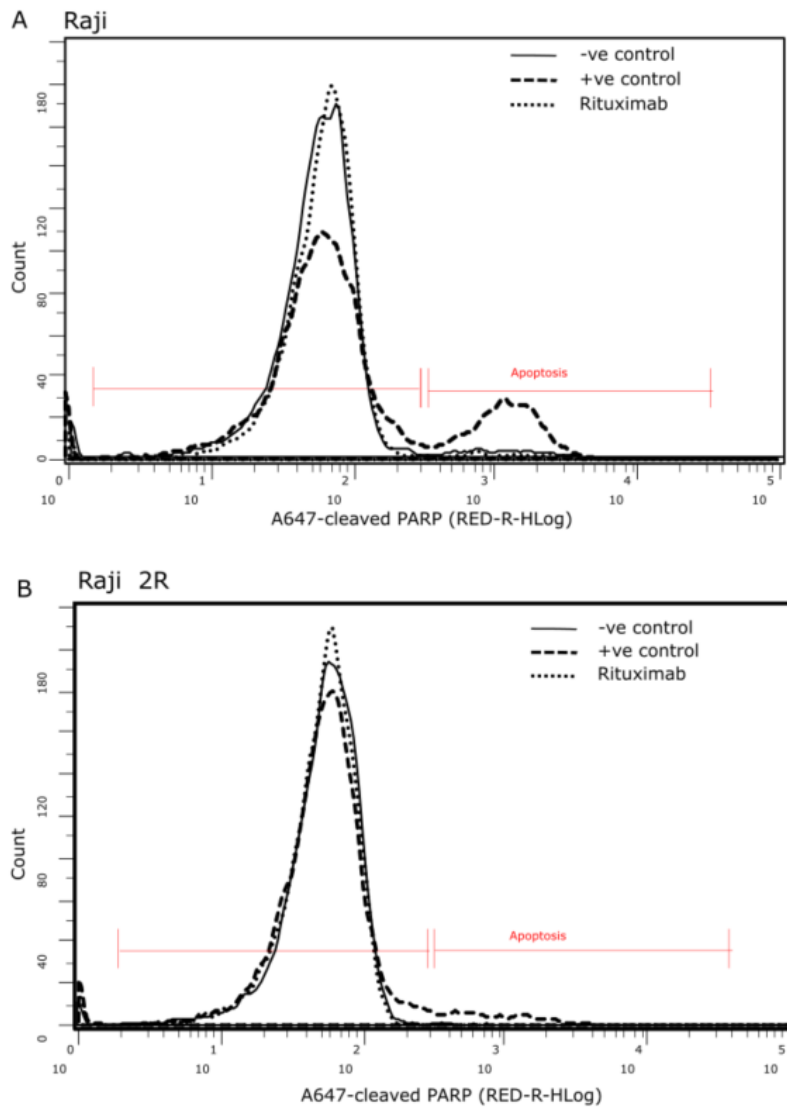 A Raji
-ve control
+ve control
Rituximab
180
120
80
40
0
Count
Apoptosis
0 1 2 3 4 5
10 10 10 10 10 10
A647-cleaved PARP (RED-R-HLog)
B Raji 2R
-ve control
+ve control
Rituximab
180
120
80
40
0
Count
Apoptosis
0 1 2 3 4 5
10 10 10 10 10 10
A647-cleaved PARP (RED-R-HLog)